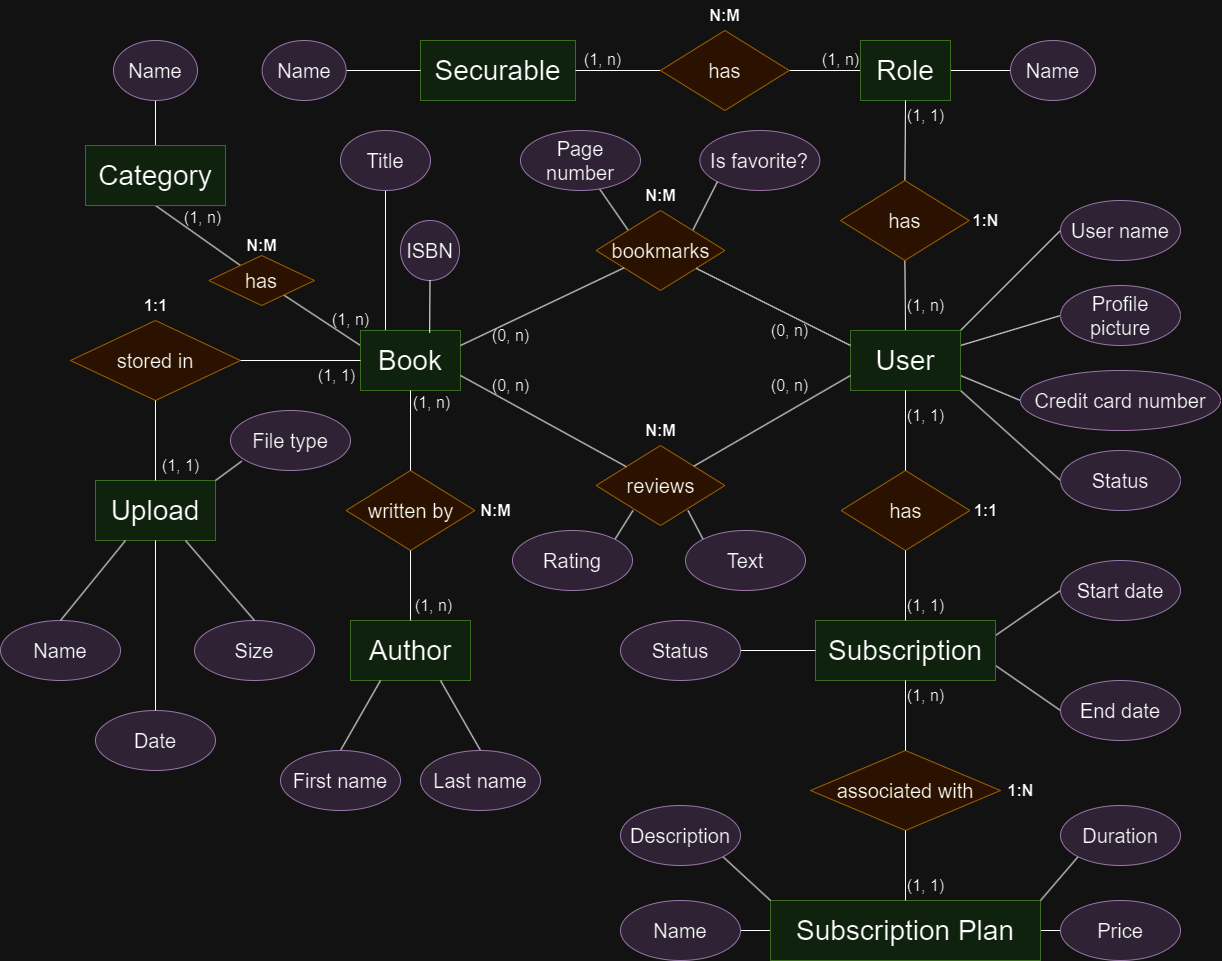 N:M
Name
Name
Securable
(1, n)
has
(1, n)
Role
Name
(1, 1)
Category
(1, n)
Title
Page
number
Is favorite?
N:M
bookmarks
has
1:N
User name
N:M
has
ISBN
(1, n)
Profile
picture
1:1
stored in
(1, n)
(1, 1)
Book
(0, n)
(0, n)
(0, n)
(0, n)
User
Credit card number
Status
(1, n)
(1, 1)
File type
(1, 1)
Upload
written by
N:M
N:M
reviews
Rating
Text
has
1:1
Name
Size
Date
(1, n)
Author
First name
Last name
(1, 1)
Status
Subscription
Start date
End date
(1, n)
associated with
1:N
Description
Duration
(1, 1)
Name
Subscription Plan
Price